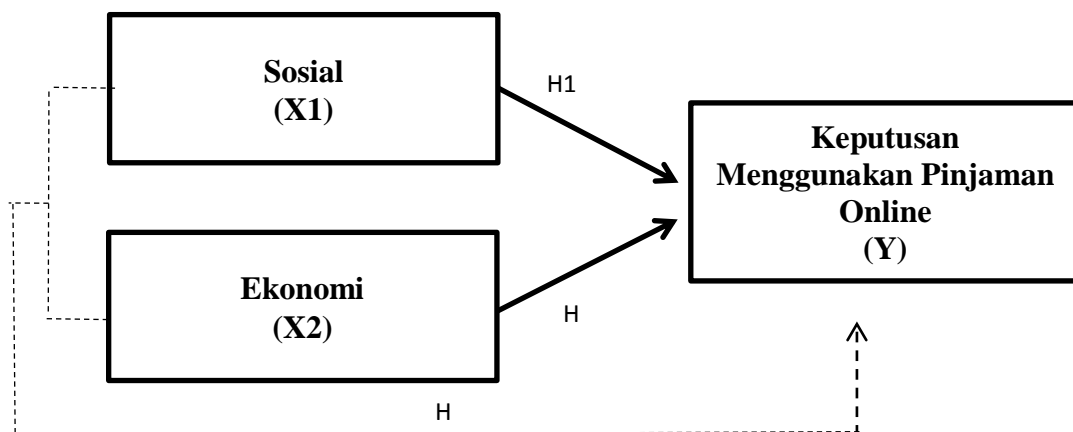 Sosial
(X1)
H1
Keputusan
Menggunakan Pinjaman
Online
(Y)
Ekonomi
(X2)
H
H